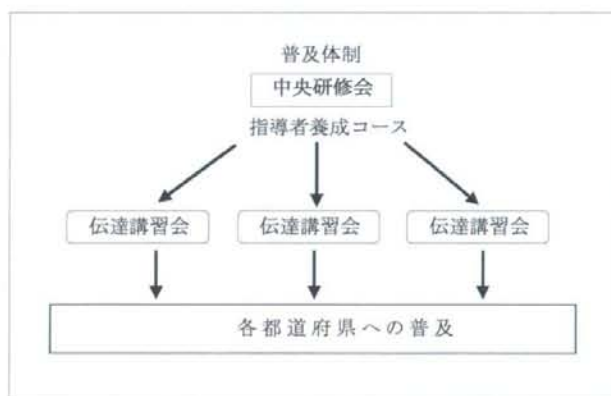 普及体制
中央研修会
指導者養成コース
伝達講習会 伝達講習会 伝達講習会
各都道府県への普及